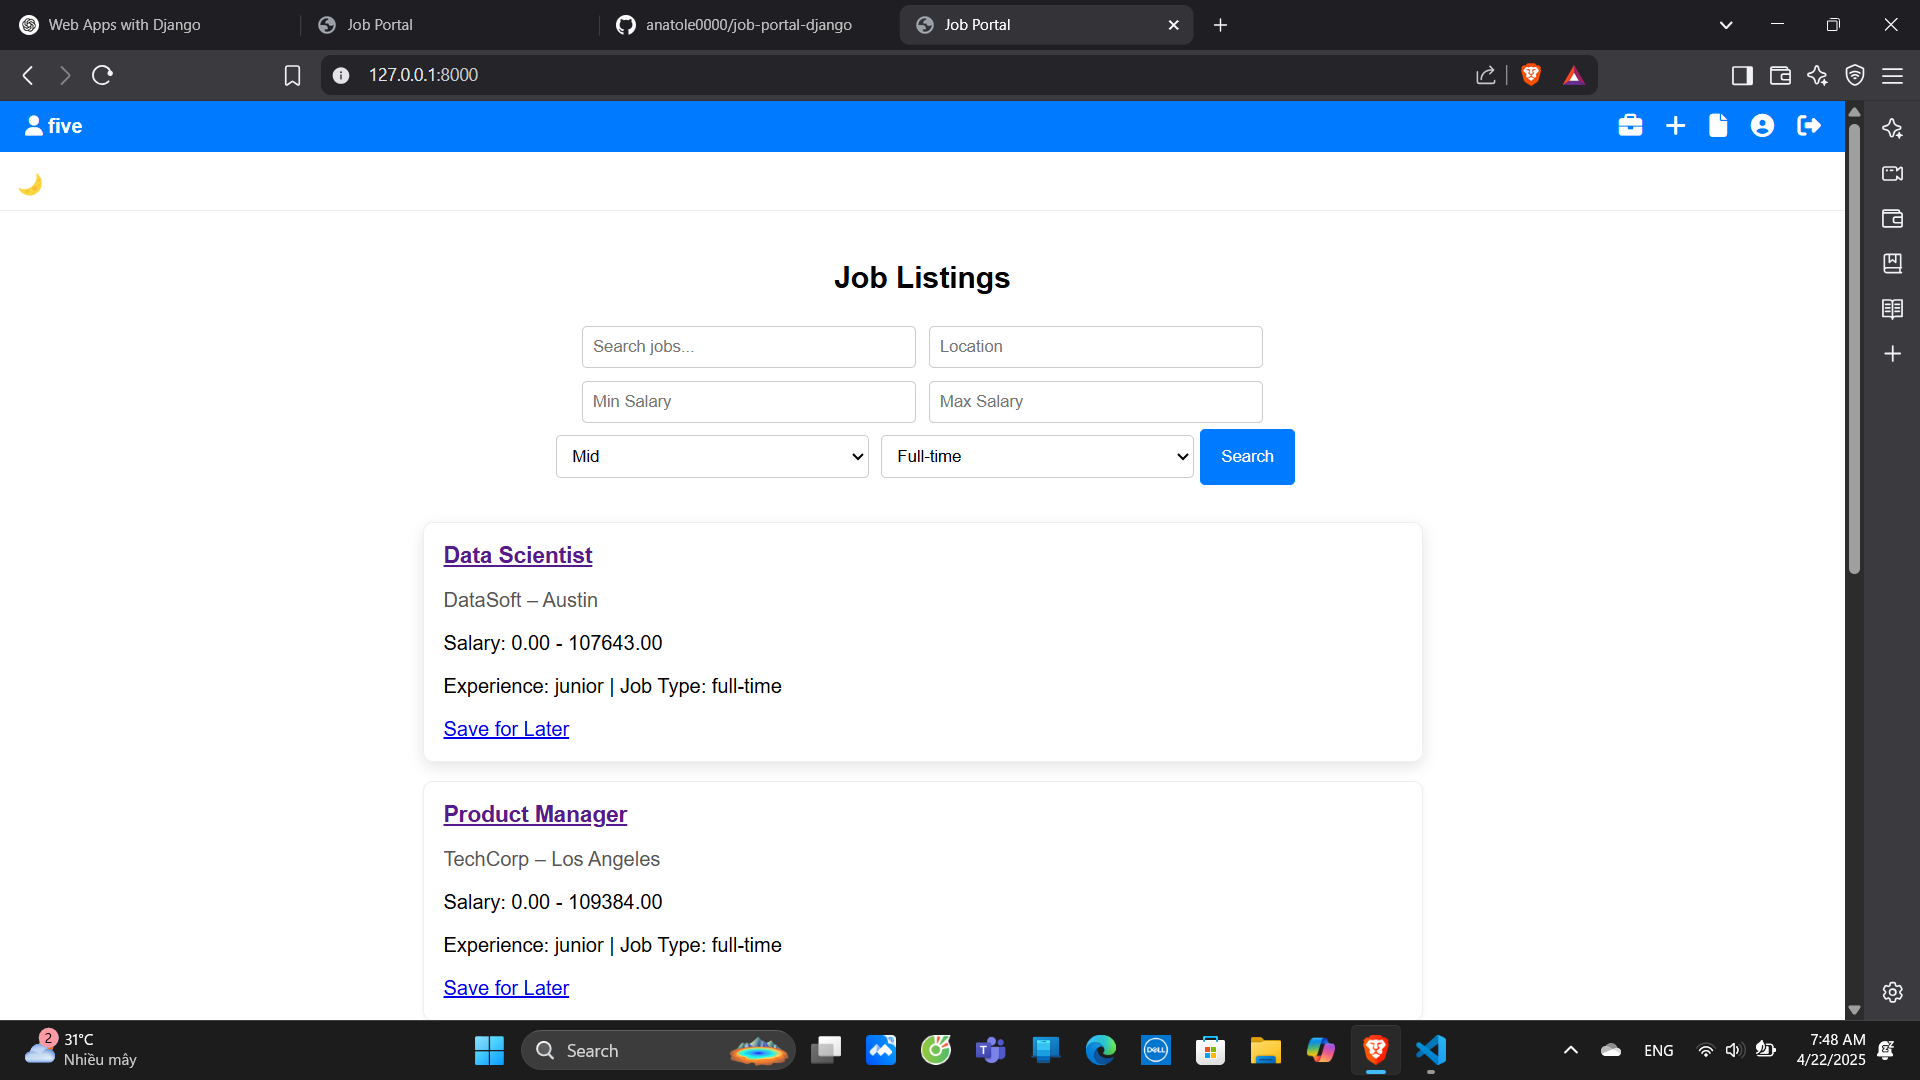 Web Apps with Django
Job Portal
anatole0000/job-portal-django
Job Portal
127.0.0.1:8000
five
Job Listings
Search jobs...
Location
Min Salary
Max Salary
Mid
Full-time
Search
Data Scientist
DataSoft – Austin
Salary: 0.00 - 107643.00
Experience: junior | Job Type: full-time
Save for Later
Product Manager
TechCorp – Los Angeles
Salary: 0.00 - 109384.00
Experience: junior | Job Type: full-time
Save for Later
2
31°C
Nhiều mây
Search
DELL
ENG
7:48 AM
4/22/2025